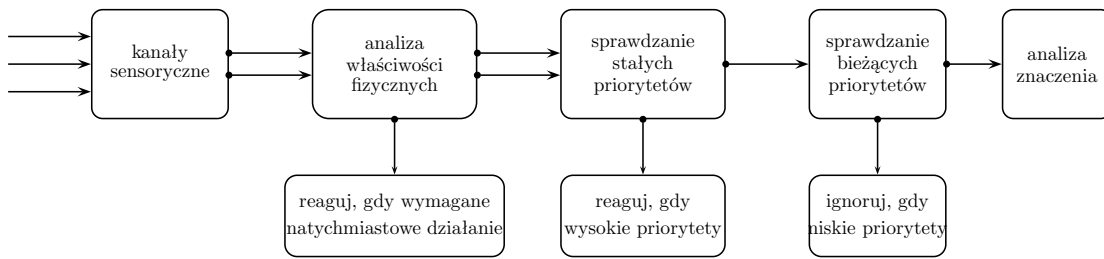 kanały
sensoryczne
analiza
właściwości
fizycznych
sprawdzanie
stałych
priorytetów
sprawdzanie
bieżących
priorytetów
analiza
znaczenia
reaguj, gdy wymagane
natychmiastowe działanie
reaguj, gdy
wysokie priorytety
ignoruj, gdy
niskie priorytety